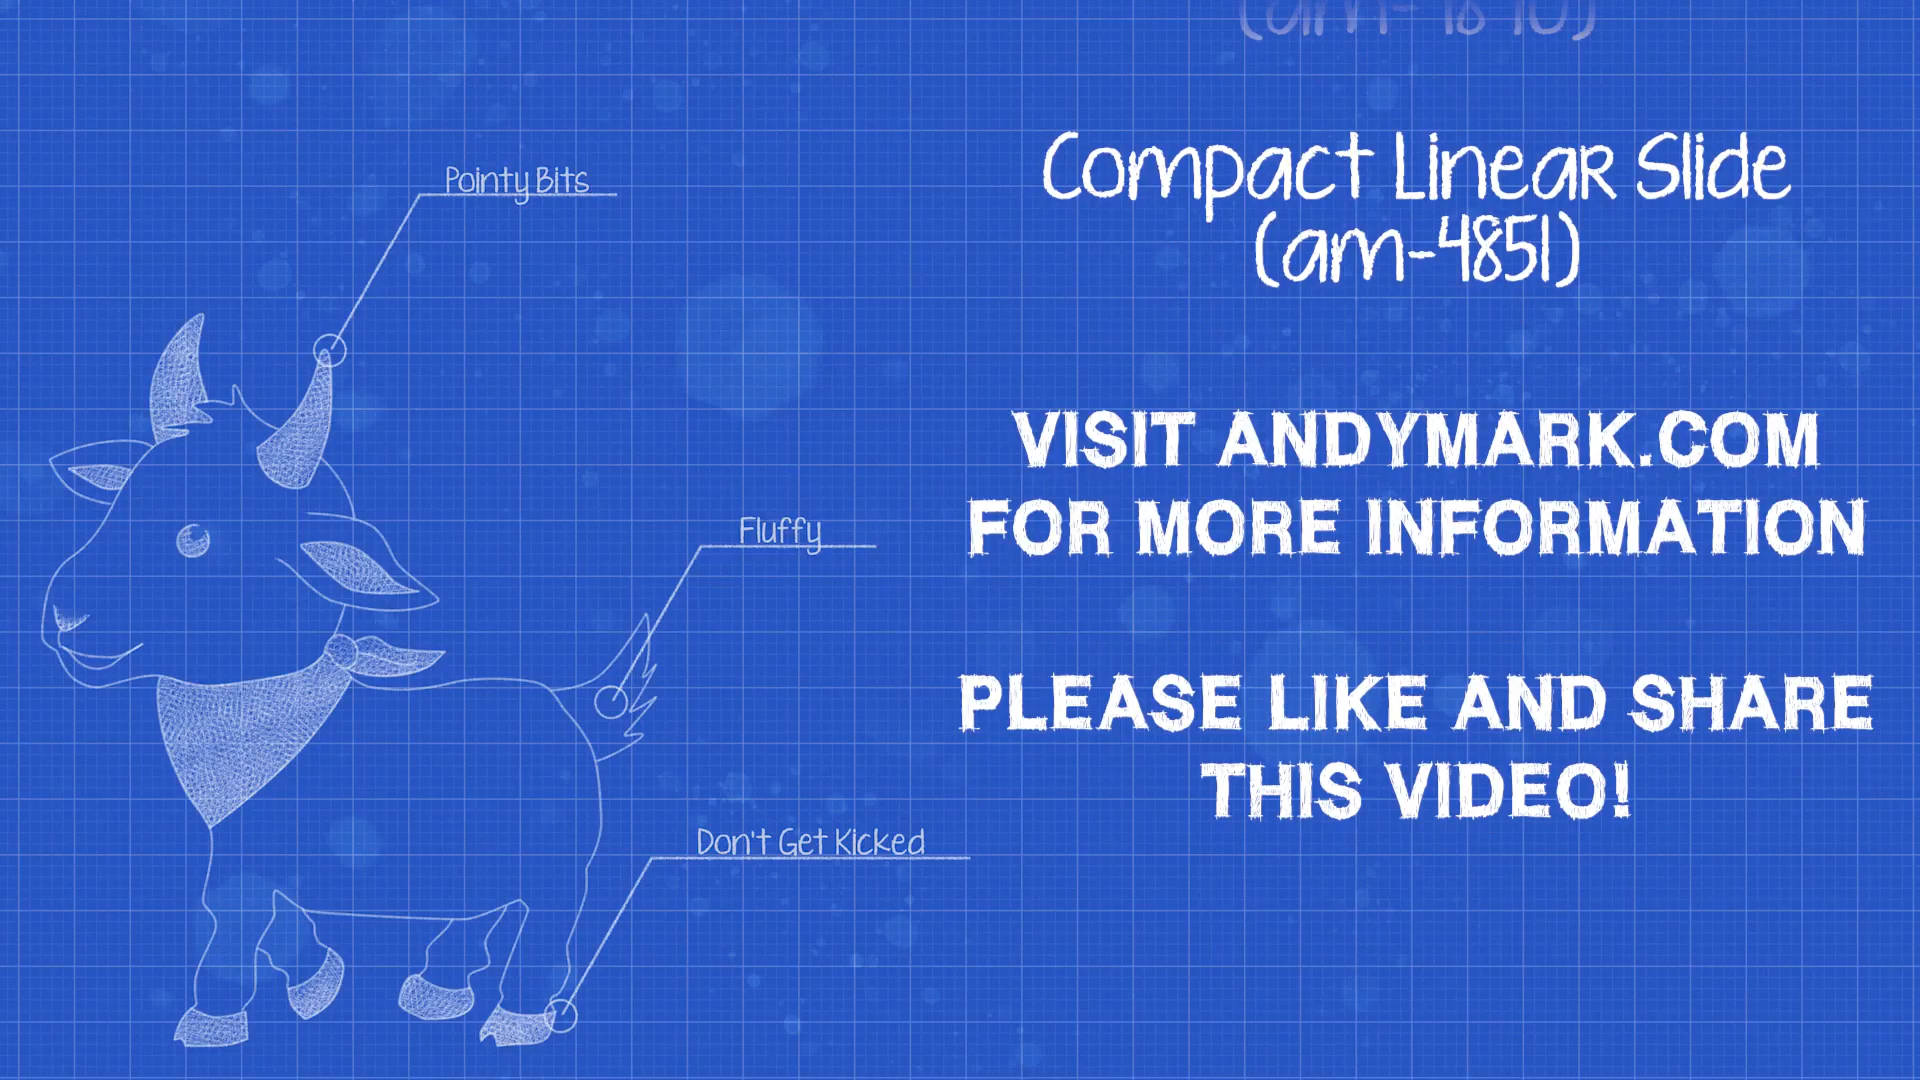 Pointy Bits
Fluffy
Don't Get Kicked
Compact Linear Slide
(am-4851)
VISIT ANDYMARK.COM
FOR MORE INFORMATION
PLEASE LIKE AND SHARE
THIS VIDEO!